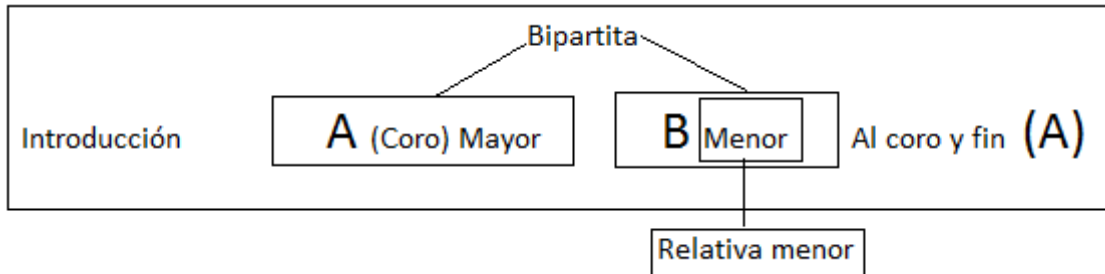 Bipartita
Introducción A (Coro) Mayor B Menor Al coro y fin (A)
Relativa menor